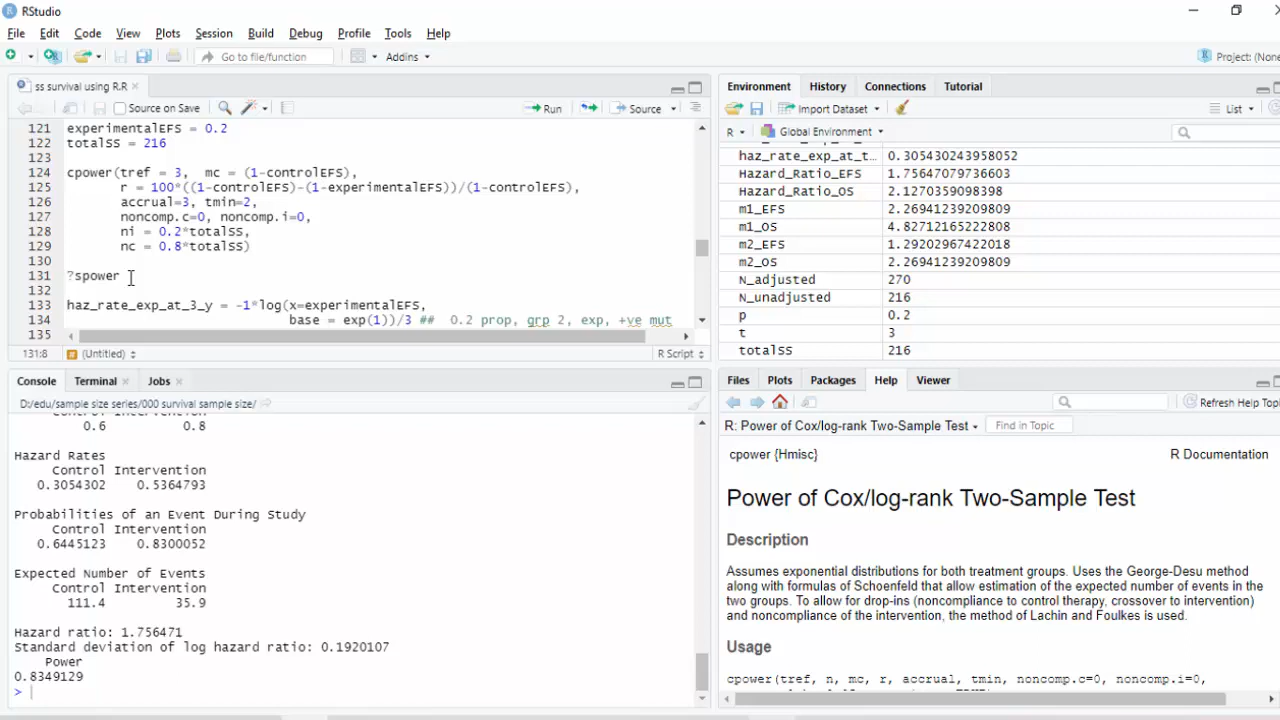 RStudio
File Edit Code View Plots Session Build Debug Profile Tools Help
Go to file/function Addins Project: (None
ss survival using R.R
Source on Save Run Source
121 experimentalEFS = 0.2
122 totalSS = 216
123
124 cpower(tref = 3, mc = (1-controlEFS),
125 r = 100*((1-controlEFS)-(1-experimentalEFS))/(1-controlEFS),
126 accrual=3, tmin=2,
127 noncomp.c=0, noncomp.i=0,
128 ni = 0.2*totalSS,
129 nc = 0.8*totalSS)
130
131 ?spower
132
133 haz_rate_exp_at_3_y = -1*log(x=experimentalEFS,
134 base = exp(1))/3 ## 0.2 prop, grp 2, exp, +ve mut
135
131:8 (Untitled) R Script
Console Terminal Jobs
D:/edu/sample size series/000 survival sample size/
Control Intervention
0.6 0.8
Hazard Rates
Control Intervention
0.3054302 0.5364793
Probabilities of an Event During Study
Control Intervention
0.6445123 0.8300052
Expected Number of Events
Control Intervention
111.4 35.9
Hazard ratio: 1.756471
Standard deviation of log hazard ratio: 0.1920107
Power
0.8349129
>
Environment History Connections Tutorial
Import Dataset List
R Global Environment
haz_rate_exp_at_t… 0.305430243958052
Hazard_Ratio_EFS 1.75647079736603
Hazard_Ratio_OS 2.1270359098398
m1_EFS 2.26941239209809
m1_OS 4.82712165222808
m2_EFS 1.29202967422018
m2_OS 2.26941239209809
N_adjusted 270
N_unadjusted 216
p 0.2
t 3
totalSS 216
Files Plots Packages Help Viewer
Refresh Help Topi
R: Power of Cox/log-rank Two-Sample Test Find in Topic
cpower {Hmisc} R Documentation
Power of Cox/log-rank Two-Sample Test
Description
Assumes exponential distributions for both treatment groups. Uses the George-Desu method
along with formulas of Schoenfeld that allow estimation of the expected number of events in the
two groups. To allow for drop-ins (noncompliance to control therapy, crossover to intervention)
and noncompliance of the intervention, the method of Lachin and Foulkes is used.
Usage
cpower(tref, n, mc, r, accrual, tmin, noncomp.c=0, noncomp.i=0,